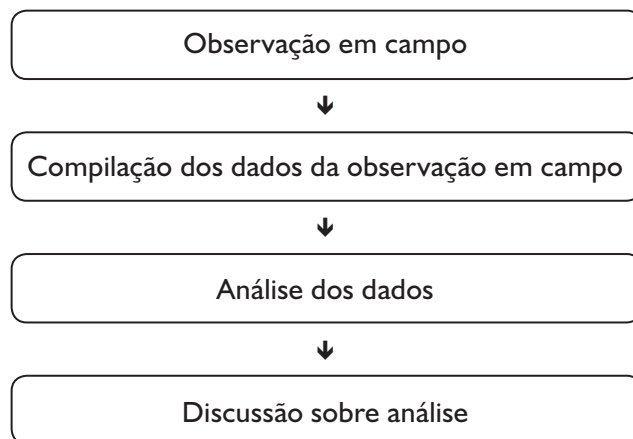 Observação em campo
Compilação dos dados da observação em campo
Análise dos dados
Discussão sobre análise